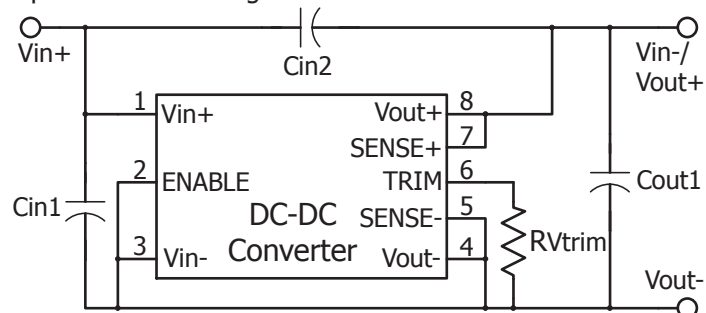 Vin+
Cin2
Vin-/
Vout+
1
Vin+
Vout+
8
SENSE+
7
2
ENABLE
TRIM
6
Cin1
Cout1
DC-DC
Converter
SENSE-
5
RVtrim
3
Vin-
Vout-
4
Vout-